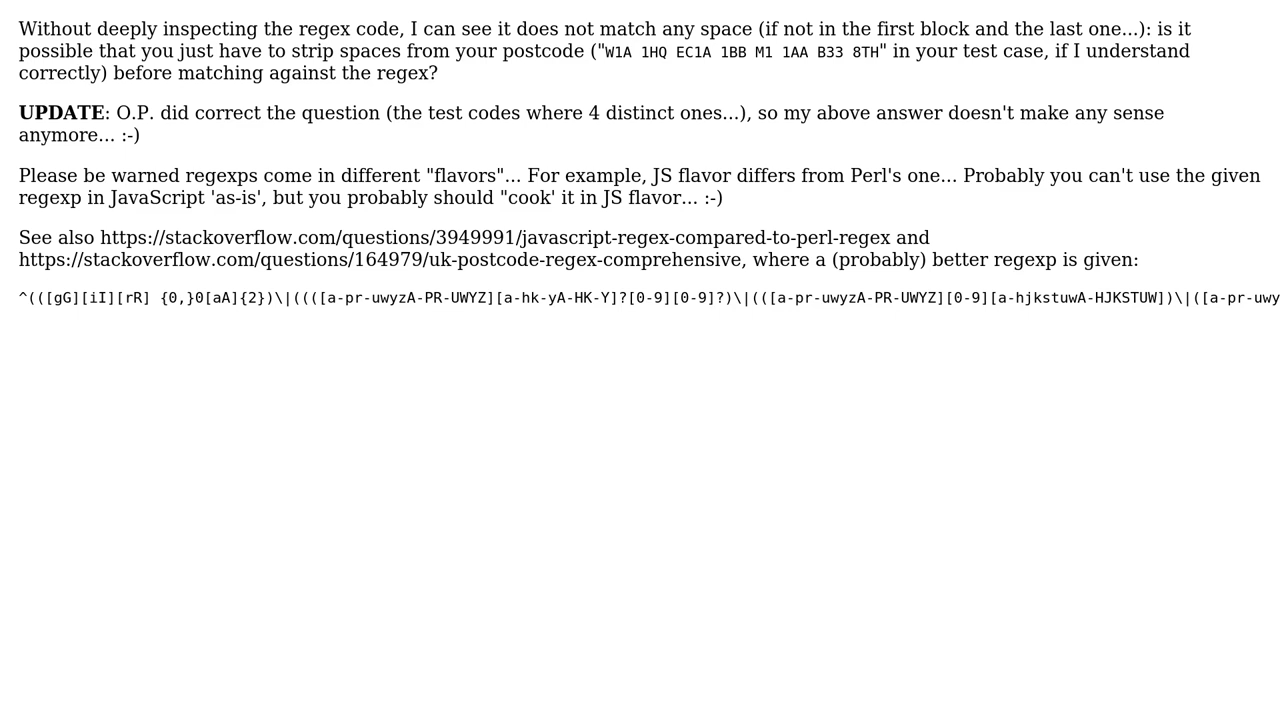 Without deeply inspecting the regex code, I can see it does not match any space (if not in the first block and the last one...): is it
possible that you just have to strip spaces from your postcode ("W1A 1HQ EC1A 1BB M1 1AA B33 8TH" in your test case, if I understand
correctly) before matching against the regex?
UPDATE: O.P. did correct the question (the test codes where 4 distinct ones...), so my above answer doesn't make any sense
anymore... :-)
Please be warned regexps come in different "flavors"... For example, JS flavor differs from Perl's one... Probably you can't use the given
regexp in JavaScript 'as-is', but you probably should "cook' it in JS flavor... :-)
See also https://stackoverflow.com/questions/3949991/javascript-regex-compared-to-perl-regex and
https://stackoverflow.com/questions/164979/uk-postcode-regex-comprehensive, where a (probably) better regexp is given:
^(([gG][iI][rR] {0,}0[aA]{2})\|((([a-pr-uwyzA-PR-UWYZ][a-hk-yA-HK-Y]?[0-9][0-9]?)\|(([a-pr-uwyzA-PR-UWYZ][0-9][a-hjkstuwA-HJKSTUW])\|([a-pr-uwy